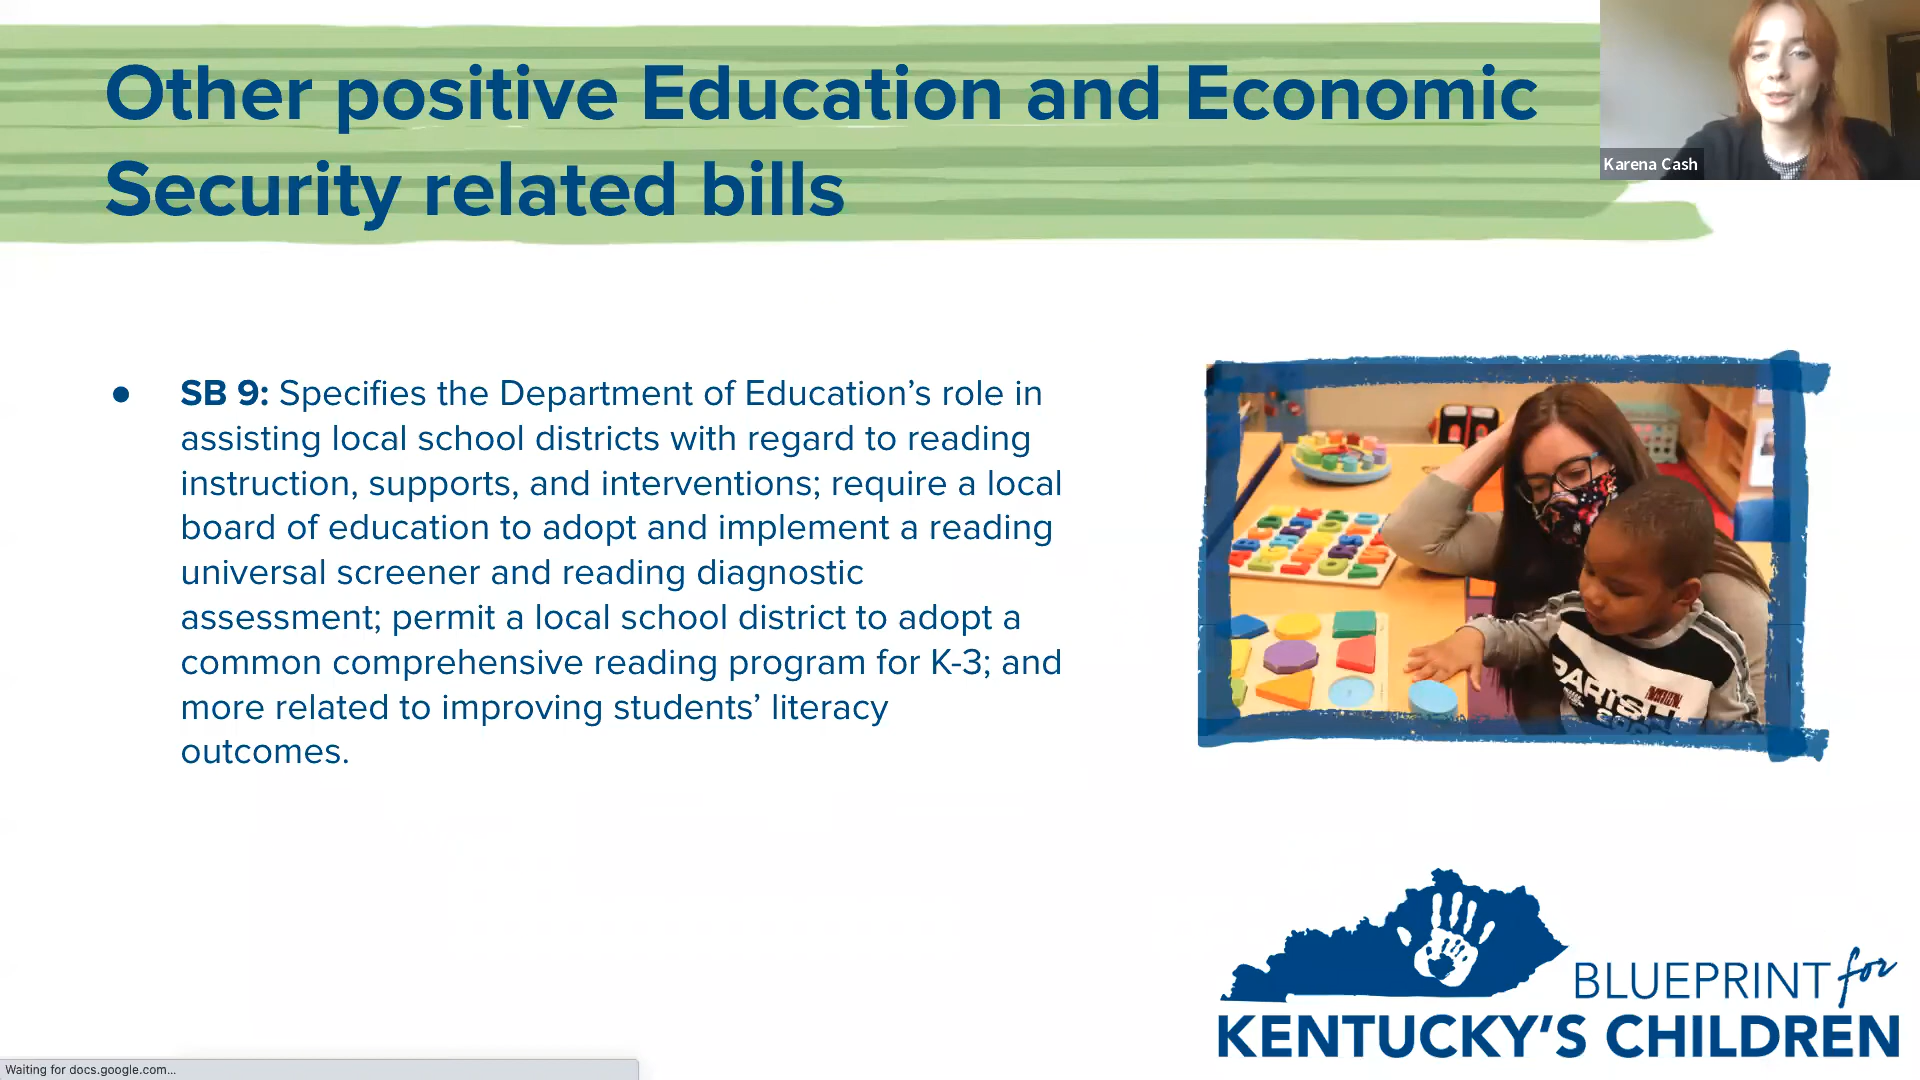 Other positive Education and Economic
Security related bills
Karena Cash
● SB 9: Specifies the Department of Education’s role in
assisting local school districts with regard to reading
instruction, supports, and interventions; require a local
board of education to adopt and implement a reading
universal screener and reading diagnostic
assessment; permit a local school district to adopt a
common comprehensive reading program for K-3; and
more related to improving students’ literacy
outcomes.
BLUEPRINT for
KENTUCKY’S CHILDREN
Waiting for docs.google.com...